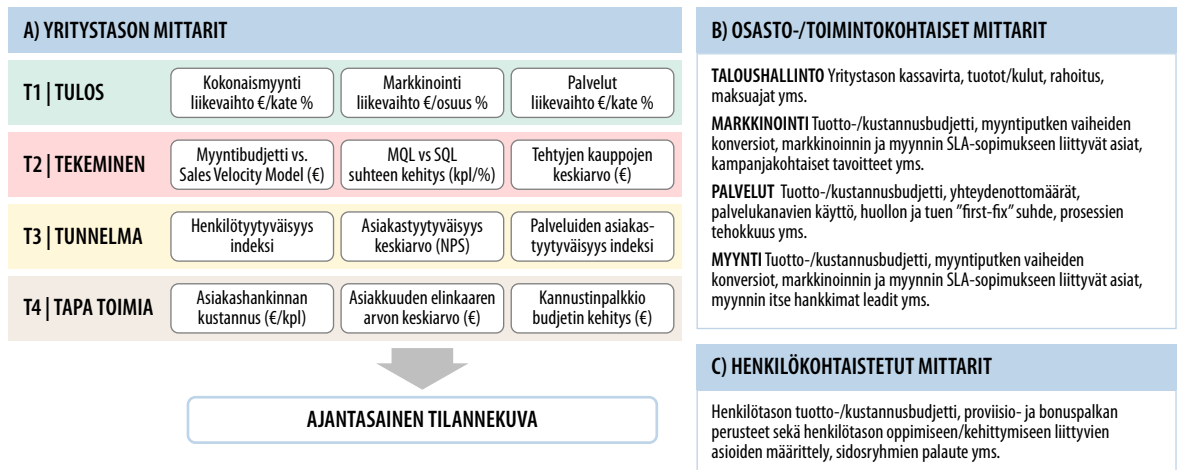 A) YRITYSTASON MITTARIT
T1 | TULOS
Kokonaismyynti
liikevaihto €/kate %
Markkinointi
liikevaihto €/osuus %
Palvelut
liikevaihto €/kate %
T2 | TEKEMINEN
Myyntibudjetti vs.
Sales Velocity Model (€)
MQL vs SQL
suhteen kehitys (kpl/%)
Tehtyjen kauppojen
keskiarvo (€)
T3 | TUNNELMA
Henkilötyytyväisyys
indeksi
Asiakastyytyväisyys
keskiarvo (NPS)
Palveluiden asiakas-
tyytyväisyys indeksi
T4 | TAPA TOIMIA
Asiakashankinnan
kustannus (€/kpl)
Asiakkuuden elinkaaren
arvon keskiarvo (€)
Kannustinpalkkio
budjetin kehitys (€)
AJANTASAINEN TILANNEKUVA
B) OSASTO-/TOIMINTOKOHTAISET MITTARIT
TALOUSHALLINTO Yritystason kassavirta, tuotot/kulut, rahoitus,
maksuajat yms.
MARKKINOINTI Tuotto-/kustannusbudjetti, myyntiputken vaiheiden
konversiot, markkinoinnin ja myynnin SLA-sopimukseen liittyvät asiat,
kampanjakohtaiset tavoitteet yms.
PALVELUT Tuotto-/kustannusbudjetti, yhteydenottomäärät,
palvelukanavien käyttö, huollon ja tuen ”first-fix” suhde, prosessien
tehokkuus yms.
MYYNTI Tuotto-/kustannusbudjetti, myyntiputken vaiheiden
konversiot, markkinoinnin ja myynnin SLA-sopimukseen liittyvät asiat,
myynnin itse hankkimat leadit yms.
C) HENKILÖKOHTAISTETUT MITTARIT
Henkilötason tuotto-/kustannusbudjetti, proviisio- ja bonuspalkan
perusteet sekä henkilötason oppimiseen/kehittymiseen liittyvien
asioiden määrittely, sidosryhmien palaute yms.